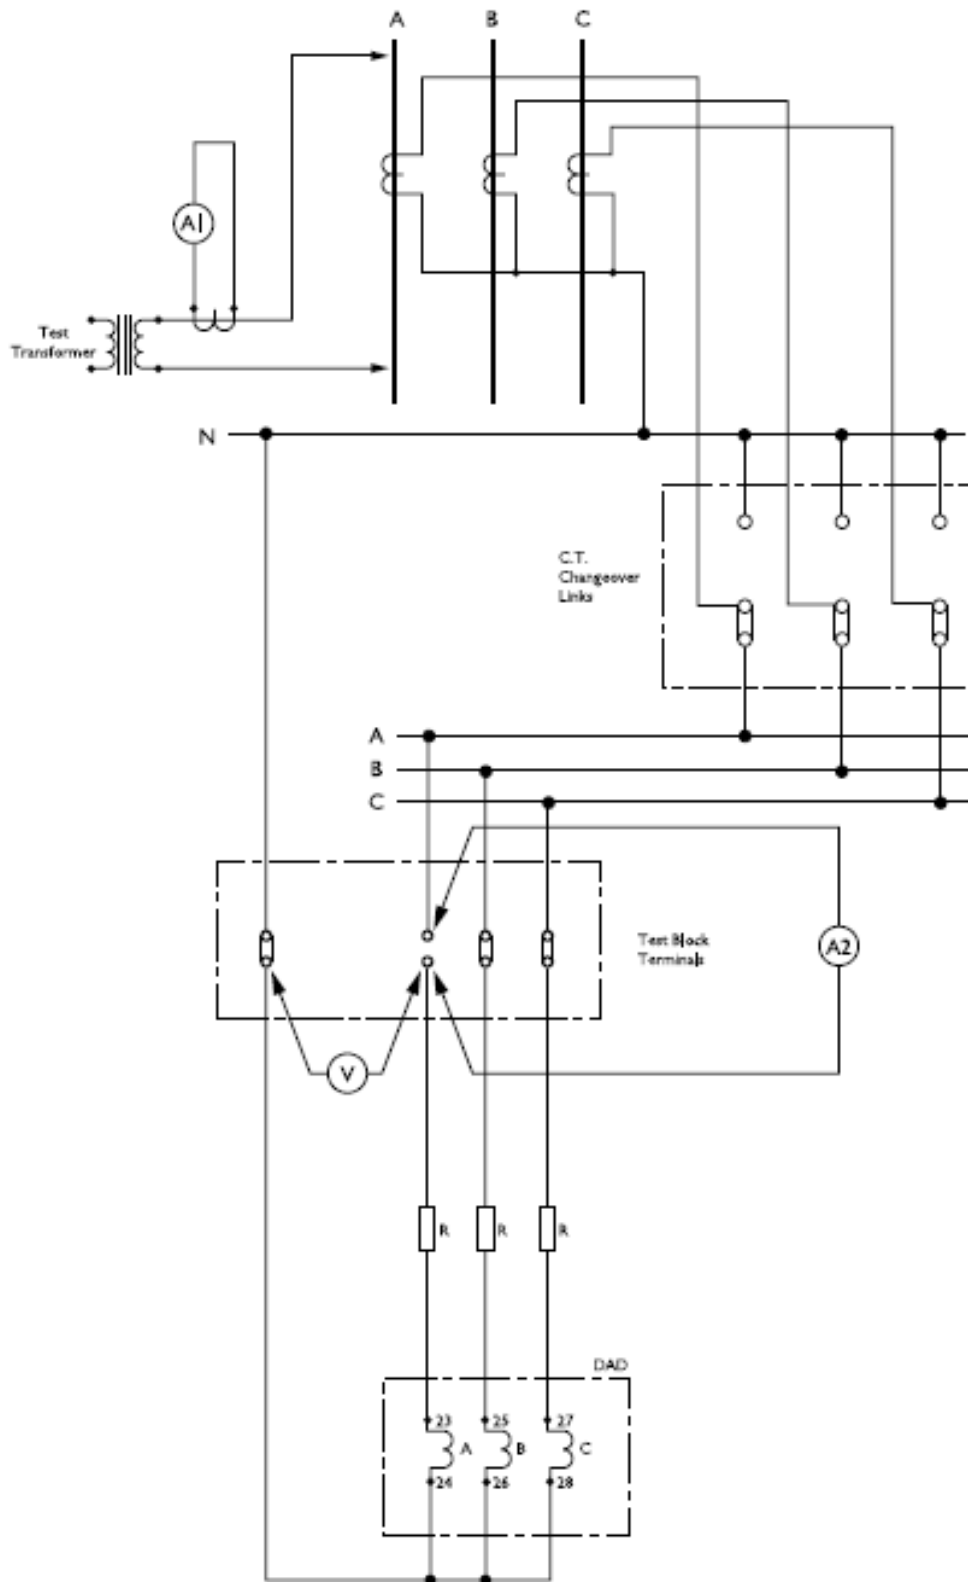 A B C
A1
Test
Transformer
N
C.T.
Changeover
Links
A
B
C
Test Block
Terminals
A2
V
R R R
DAD
23 25 27
A B C
24 26 28